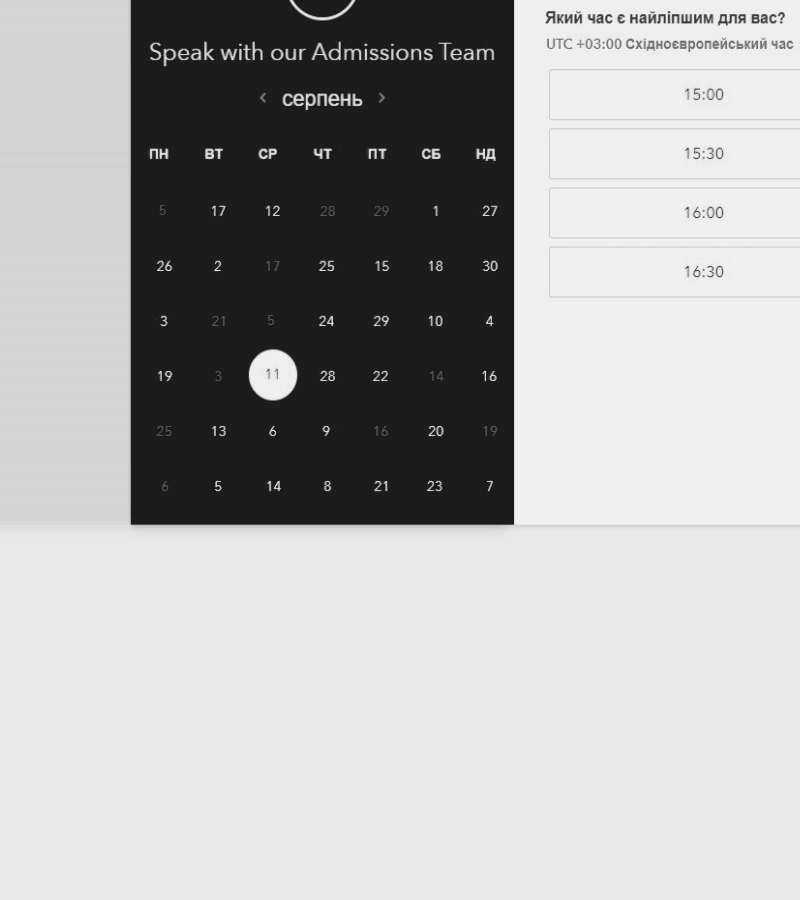 Speak with our Admissions Team
серпень
ПН ВТ СР ЧТ ПТ СБ НД
5 17 12 28 29 1 27
26 2 17 25 15 18 30
3 21 5 24 29 10 4
19 3 11 28 22 14 16
25 13 6 9 16 20 19
6 5 14 8 21 23 7
Який час є найліпшим для вас?
UTC +03:00 Східноєвропейський час
15:00
15:30
16:00
16:30